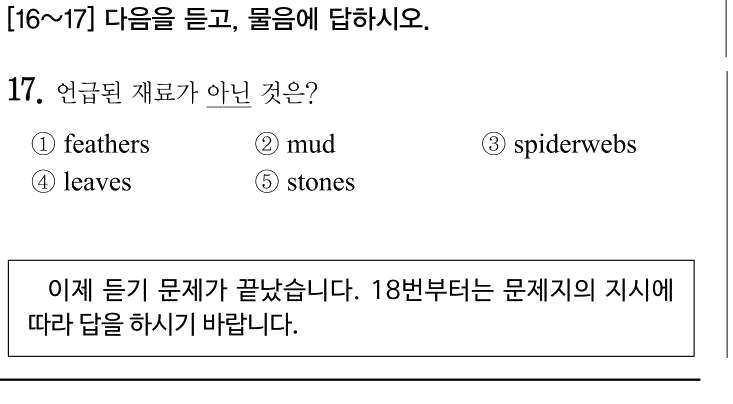 [16～17] 다음을 듣고, 물음에 답하시오.
17. 언급된 재료가 아닌 것은?
① feathers ② mud ③ spiderwebs
④ leaves ⑤ stones
이제 듣기 문제가 끝났습니다. 18번부터는 문제지의 지시에
따라 답을 하시기 바랍니다.